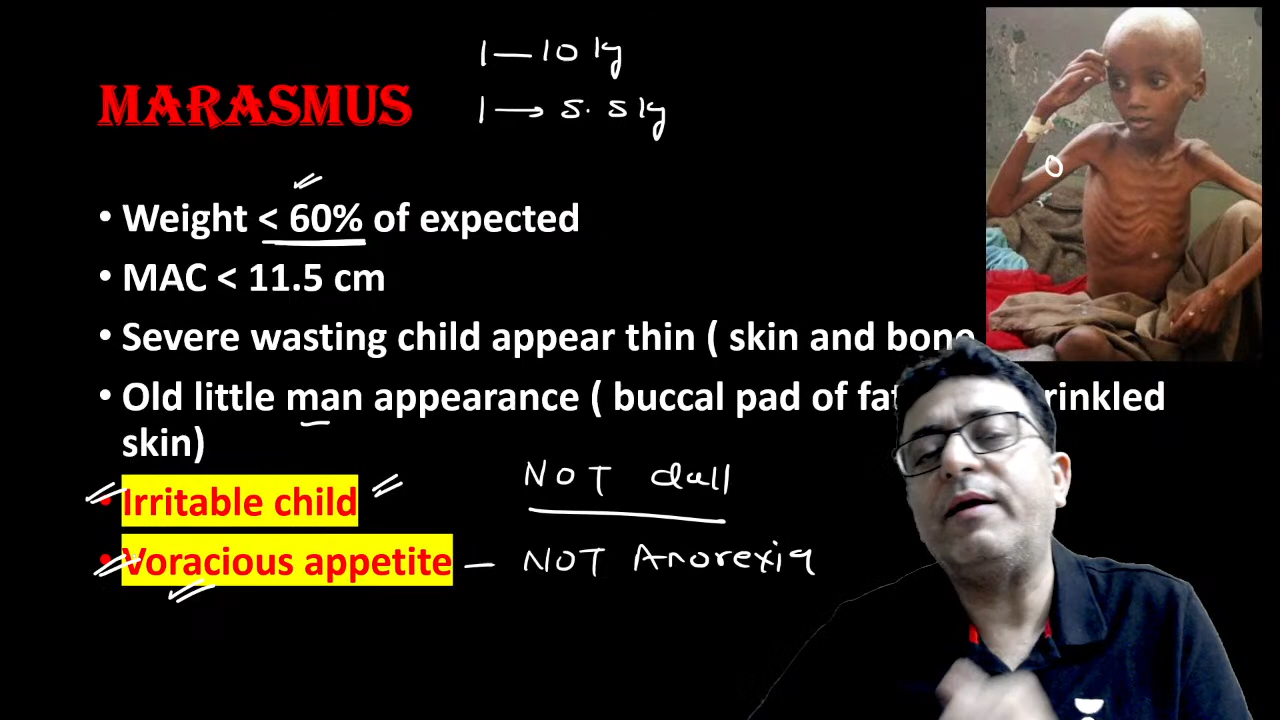 1 — 10 kg
MARASMUS
1 → 5.5 kg
• Weight < 60% of expected
• MAC < 11.5 cm
• Severe wasting child appear thin ( skin and bone
• Old little man appearance ( buccal pad of fat rinkled
skin)
NOT dull
• Irritable child
• Voracious appetite — NOT Anorexia